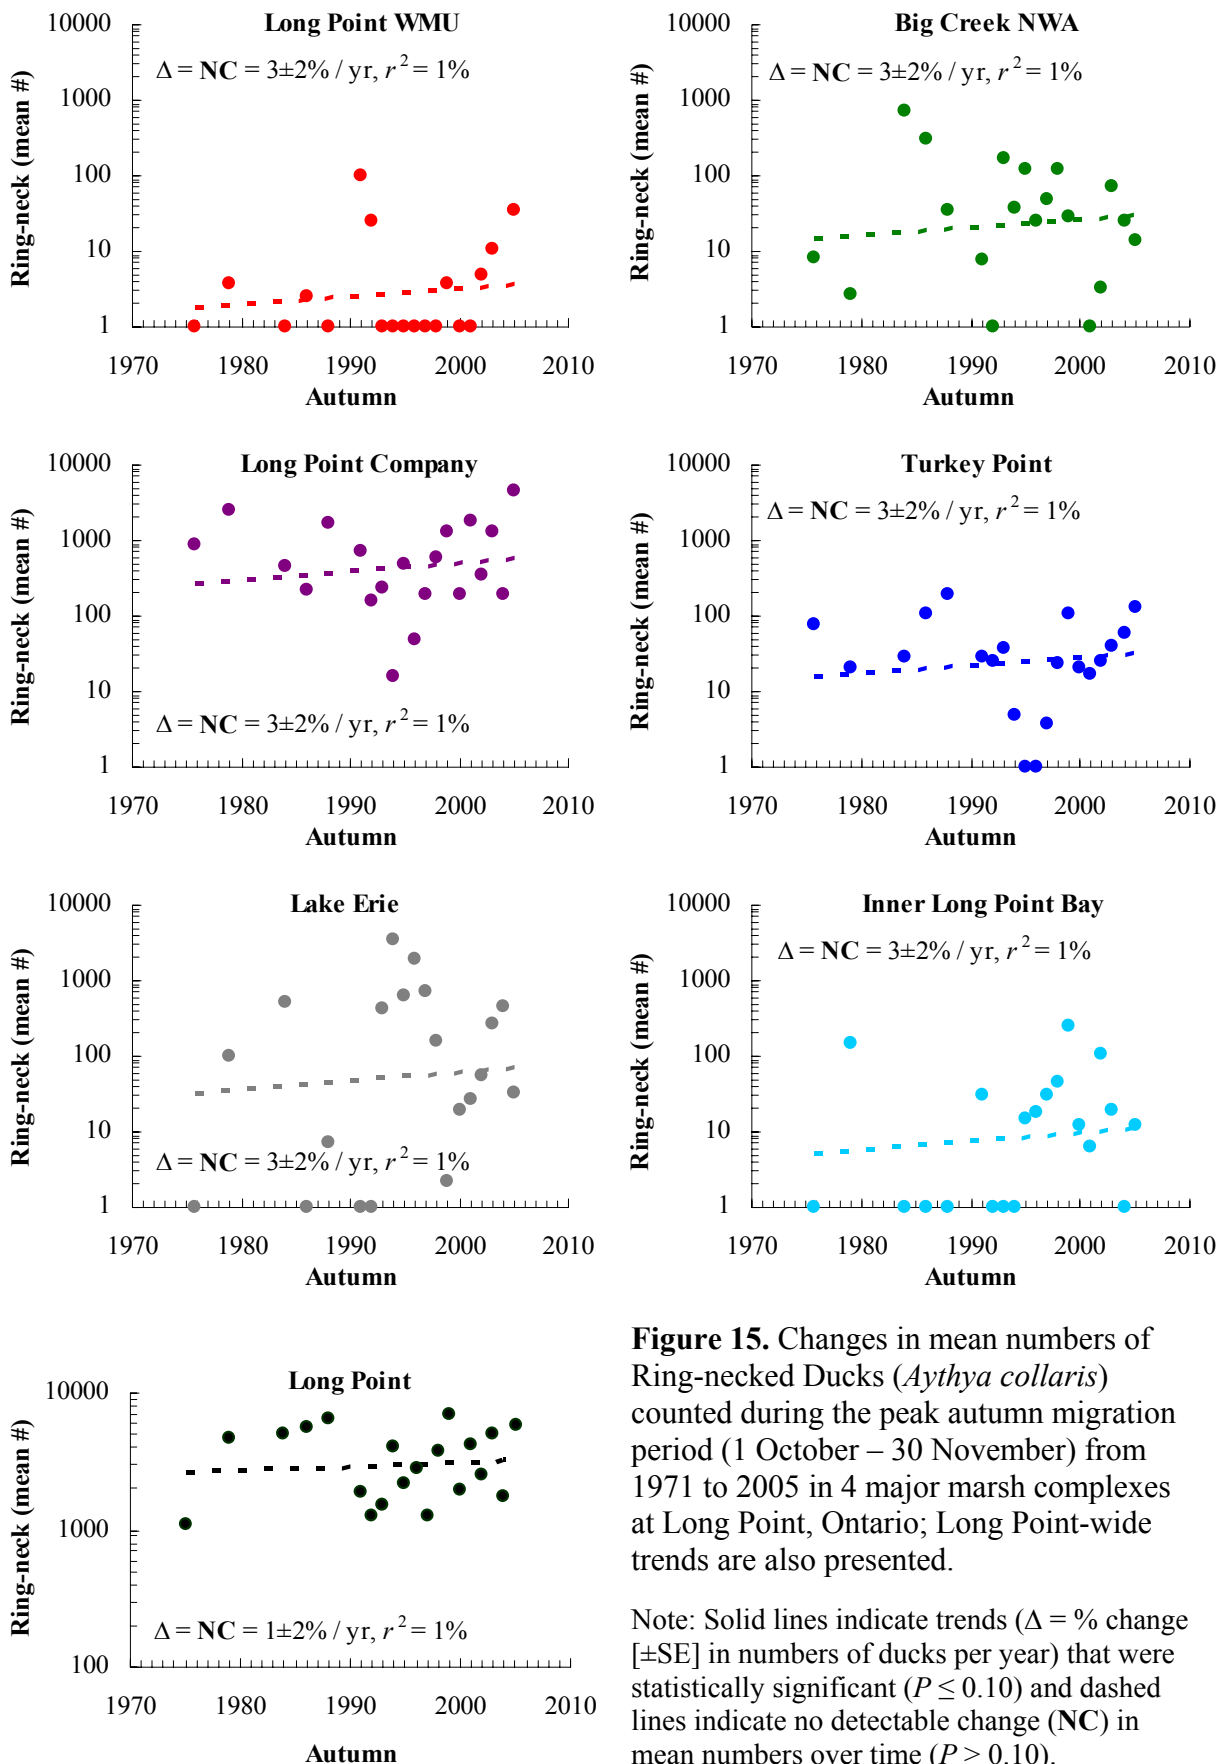 Long Point WMU
Δ = NC = 3±2% / yr, r² = 1%
Ring-neck (mean #)
10000
1000
100
10
1
1970 1980 1990 2000 2010
Autumn
Big Creek NWA
Δ = NC = 3±2% / yr, r² = 1%
Ring-neck (mean #)
10000
1000
100
10
1
1970 1980 1990 2000 2010
Autumn
Long Point Company
Δ = NC = 3±2% / yr, r² = 1%
Ring-neck (mean #)
10000
1000
100
10
1
1970 1980 1990 2000 2010
Autumn
Turkey Point
Δ = NC = 3±2% / yr, r² = 1%
Ring-neck (mean #)
10000
1000
100
10
1
1970 1980 1990 2000 2010
Autumn
Lake Erie
Δ = NC = 3±2% / yr, r² = 1%
Ring-neck (mean #)
10000
1000
100
10
1
1970 1980 1990 2000 2010
Autumn
Inner Long Point Bay
Δ = NC = 3±2% / yr, r² = 1%
Ring-neck (mean #)
10000
1000
100
10
1
1970 1980 1990 2000 2010
Autumn
Long Point
Δ = NC = 1±2% / yr, r² = 1%
Ring-neck (mean #)
10000
1000
100
1970 1980 1990 2000 2010
Autumn
Figure 15. Changes in mean numbers of
Ring-necked Ducks (Aythya collaris)
counted during the peak autumn migration
period (1 October – 30 November) from
1971 to 2005 in 4 major marsh complexes
at Long Point, Ontario; Long Point-wide
trends are also presented.
Note: Solid lines indicate trends (Δ = % change
[±SE] in numbers of ducks per year) that were
statistically significant (P ≤ 0.10) and dashed
lines indicate no detectable change (NC) in
mean numbers over time (P > 0.10).